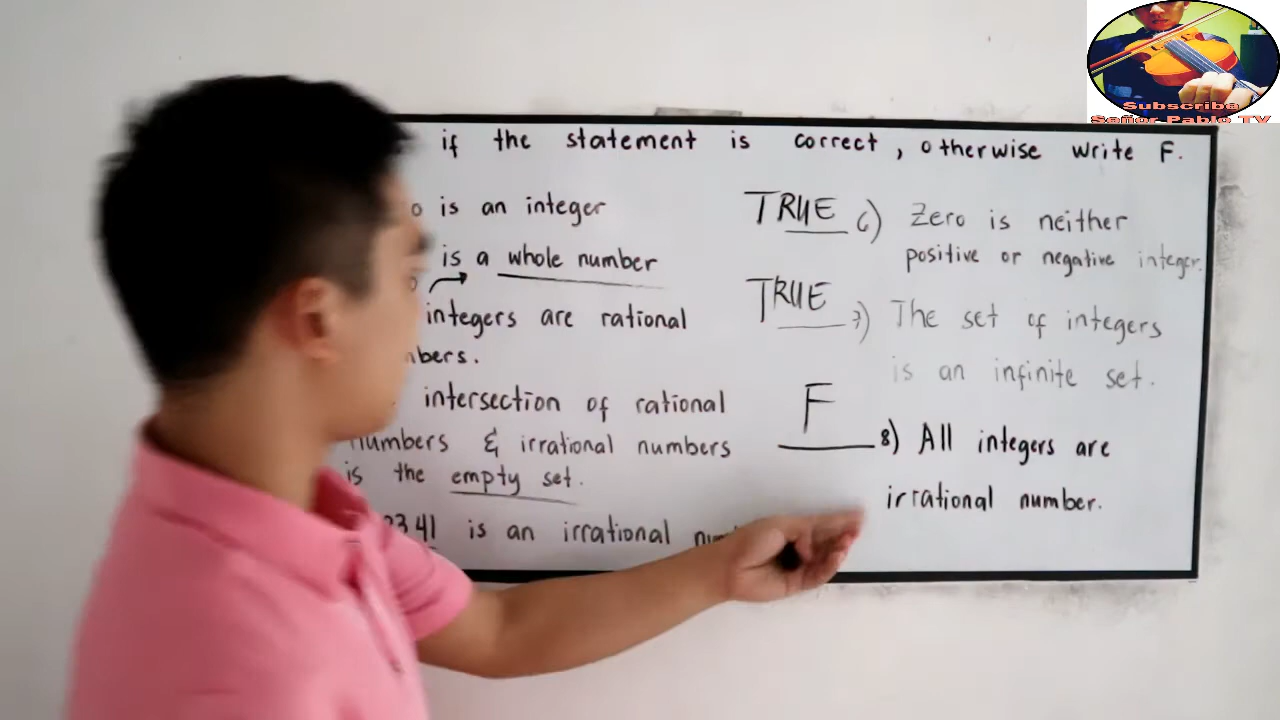 if the statement is correct, otherwise write F.
o is an integer
is a whole number
o
integers are rational
mbers.
intersection of rational
numbers & irrational numbers
is the empty set.
23 41 is an irrational num
TRUE 6) Zero is neither
positive or negative integer.
TRUE 7) The set of integers
is an infinite set.
F 8) All integers are
irrational number.
Subscribe
Señor Pablo TV